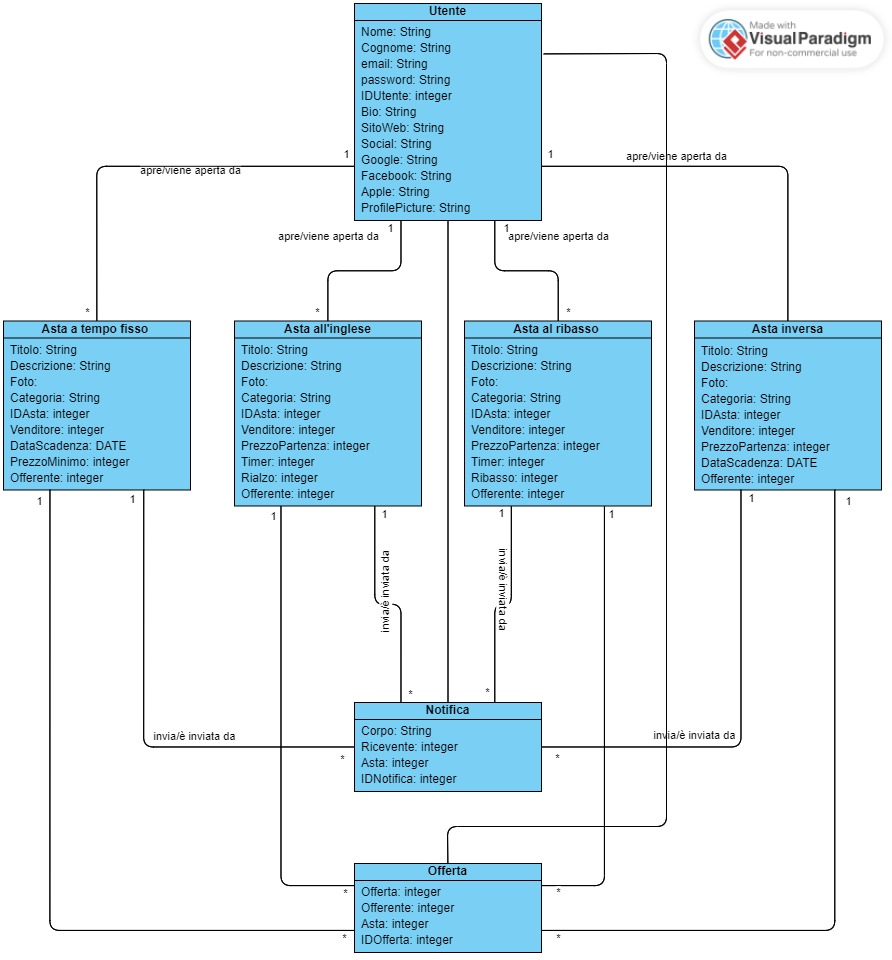 Utente
Nome: String
Cognome: String
email: String
password: String
IDUtente: integer
Bio: String
SitoWeb: String
Social: String
Google: String
Facebook: String
Apple: String
ProfilePicture: String
Made with
VisualParadigm
For non-commercial use
1
apre/viene aperta da
*
1
apre/viene aperta da
*
1
apre/viene aperta da
*
1
apre/viene aperta da
Asta a tempo fisso
Titolo: String
Descrizione: String
Foto:
Categoria: String
IDAsta: integer
Venditore: integer
DataScadenza: DATE
PrezzoMinimo: integer
Offerente: integer
Asta all'inglese
Titolo: String
Descrizione: String
Foto:
Categoria: String
IDAsta: integer
Venditore: integer
PrezzoPartenza: integer
Timer: integer
Rialzo: integer
Offerente: integer
Asta al ribasso
Titolo: String
Descrizione: String
Foto:
Categoria: String
IDAsta: integer
Venditore: integer
PrezzoPartenza: integer
Timer: integer
Ribasso: integer
Offerente: integer
Asta inversa
Titolo: String
Descrizione: String
Foto:
Categoria: String
IDAsta: integer
Venditore: integer
PrezzoPartenza: integer
DataScadenza: DATE
Offerente: integer
1
1
1
1
1
1
1
1
invia/è inviata da
invia/è inviata da
*
*
invia/è inviata da
*
invia/è inviata da
*
Notifica
Corpo: String
Ricevente: integer
Asta: integer
IDNotifica: integer
Offerta
Offerta: integer
Offerente: integer
Asta: integer
IDOfferta: integer
*
*
*
*